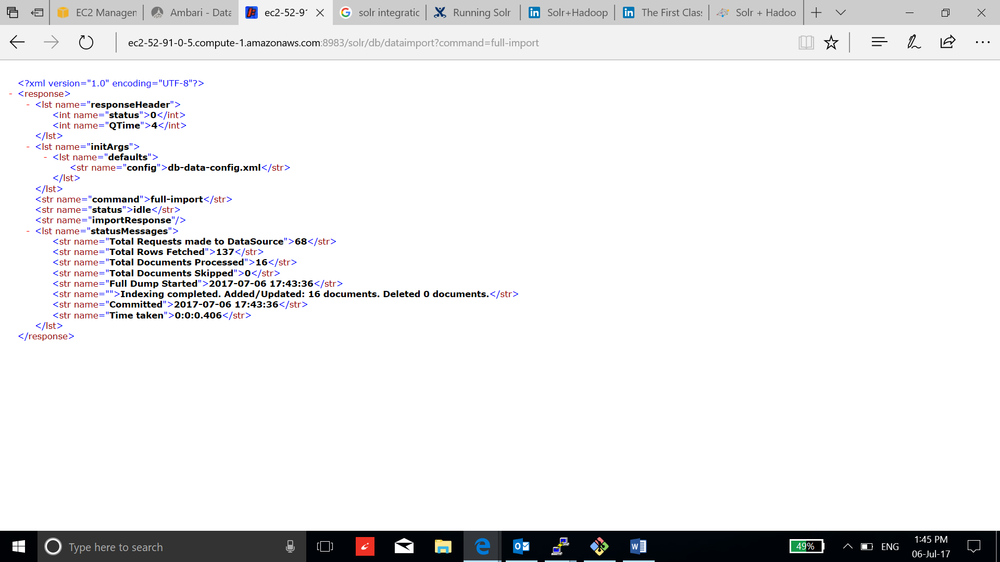 EC2 Managen
Ambari - Data
ec2-52-91
solr integratic
Running Solr
Solr+Hadoop
The First Clas
Solr + Hadoo
ec2-52-91-0-5.compute-1.amazonaws.com:8983/solr/db/dataimport?command=full-import
<?xml version="1.0" encoding="UTF-8"?>
- <response>
- <lst name="responseHeader">
<int name="status">0</int>
<int name="QTime">4</int>
</lst>
- <lst name="initArgs">
- <lst name="defaults">
<str name="config">db-data-config.xml</str>
</lst>
</lst>
<str name="command">full-import</str>
<str name="status">idle</str>
<str name="importResponse"/>
- <lst name="statusMessages">
<str name="Total Requests made to DataSource">68</str>
<str name="Total Rows Fetched">137</str>
<str name="Total Documents Processed">16</str>
<str name="Total Documents Skipped">0</str>
<str name="Full Dump Started">2017-07-06 17:43:36</str>
<str name="">Indexing completed. Added/Updated: 16 documents. Deleted 0 documents.</str>
<str name="Committed">2017-07-06 17:43:36</str>
<str name="Time taken">0:0:0.406</str>
</lst>
</response>
Type here to search
49%
ENG
1:45 PM
06-Jul-17